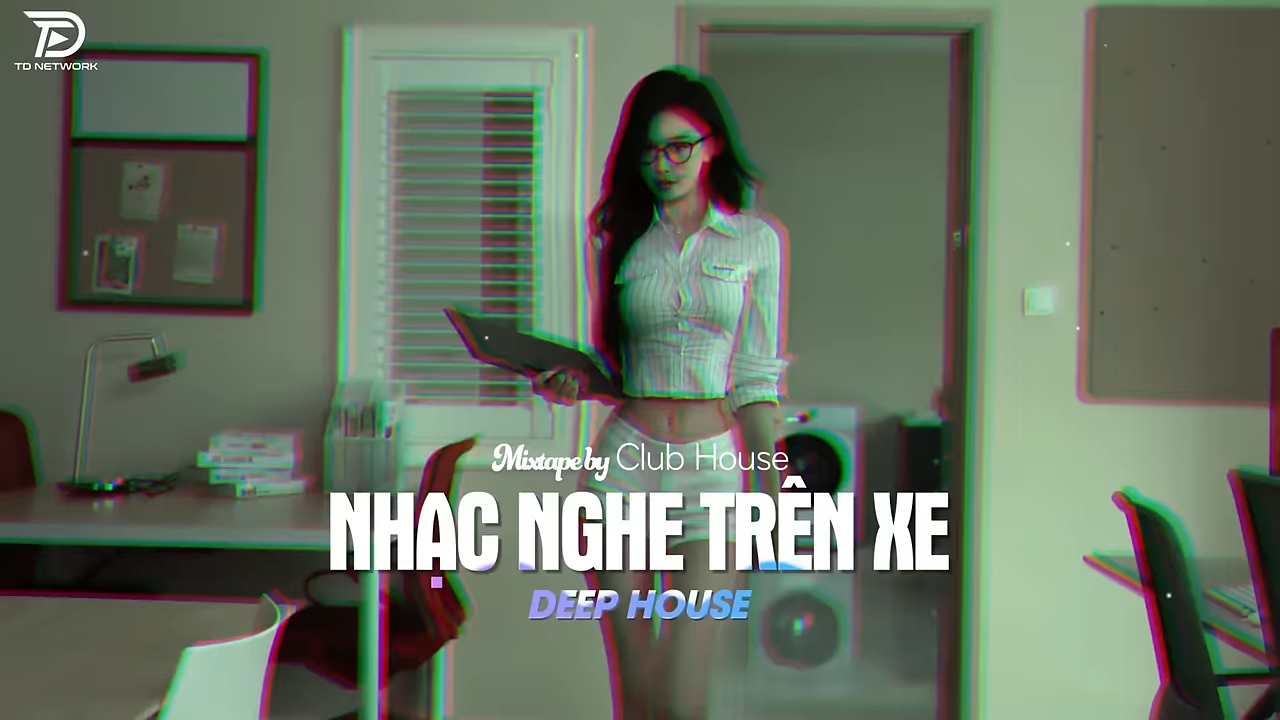 TD NETWORK
Mixtape by Club House
NHẠC NGHE TRÊN XE
DEEP HOUSE